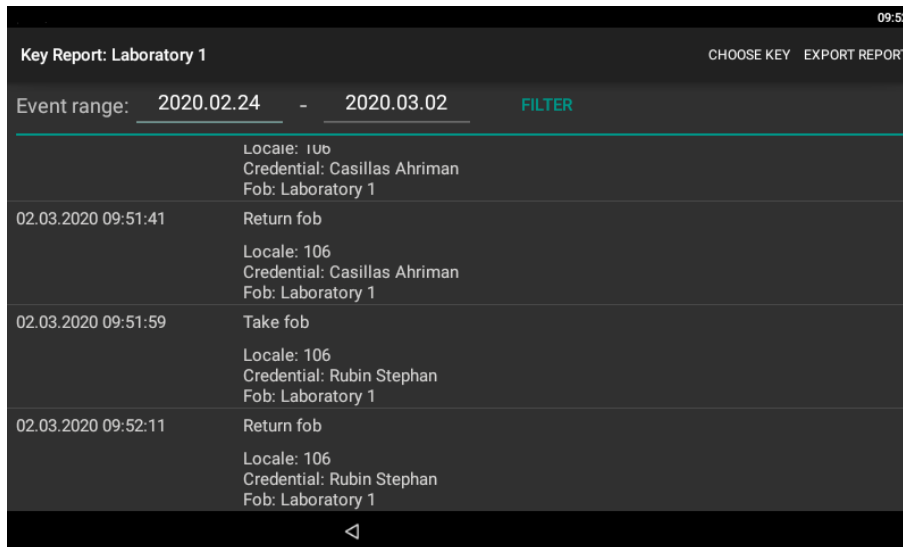 09:52
Key Report: Laboratory 1 CHOOSE KEY EXPORT REPORT
Event range: 2020.02.24 - 2020.03.02 FILTER
Locale: 106
Credential: Casillas Ahriman
Fob: Laboratory 1
02.03.2020 09:51:41 Return fob
Locale: 106
Credential: Casillas Ahriman
Fob: Laboratory 1
02.03.2020 09:51:59 Take fob
Locale: 106
Credential: Rubin Stephan
Fob: Laboratory 1
02.03.2020 09:52:11 Return fob
Locale: 106
Credential: Rubin Stephan
Fob: Laboratory 1